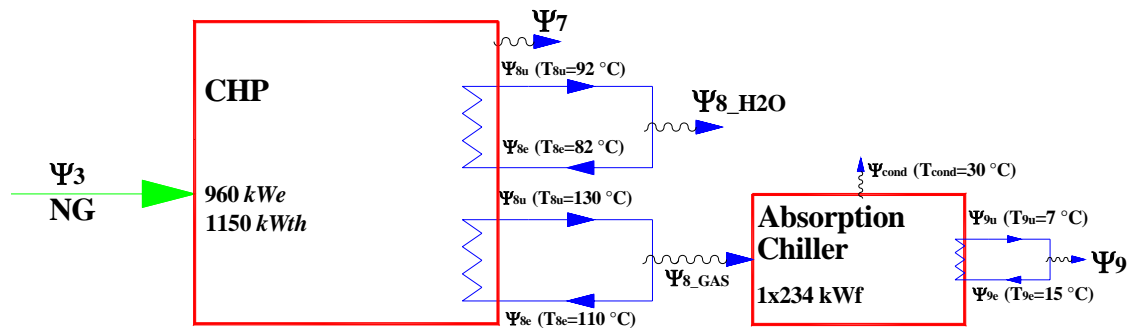 Ψ7
Ψ8u (T8u=92 °C)
CHP
Ψ8_H2O
Ψ8e (T8e=82 °C)
Ψcond (Tcond=30 °C)
Ψ3
NG
960 kWe
1150 kWth
Ψ8u (T8u=130 °C)
Absorption
Chiller
Ψ9u (T9u=7 °C)
Ψ8_GAS
Ψ9
1x234 kWf
Ψ9e (T9e=15 °C)
Ψ8e (T8e=110 °C)